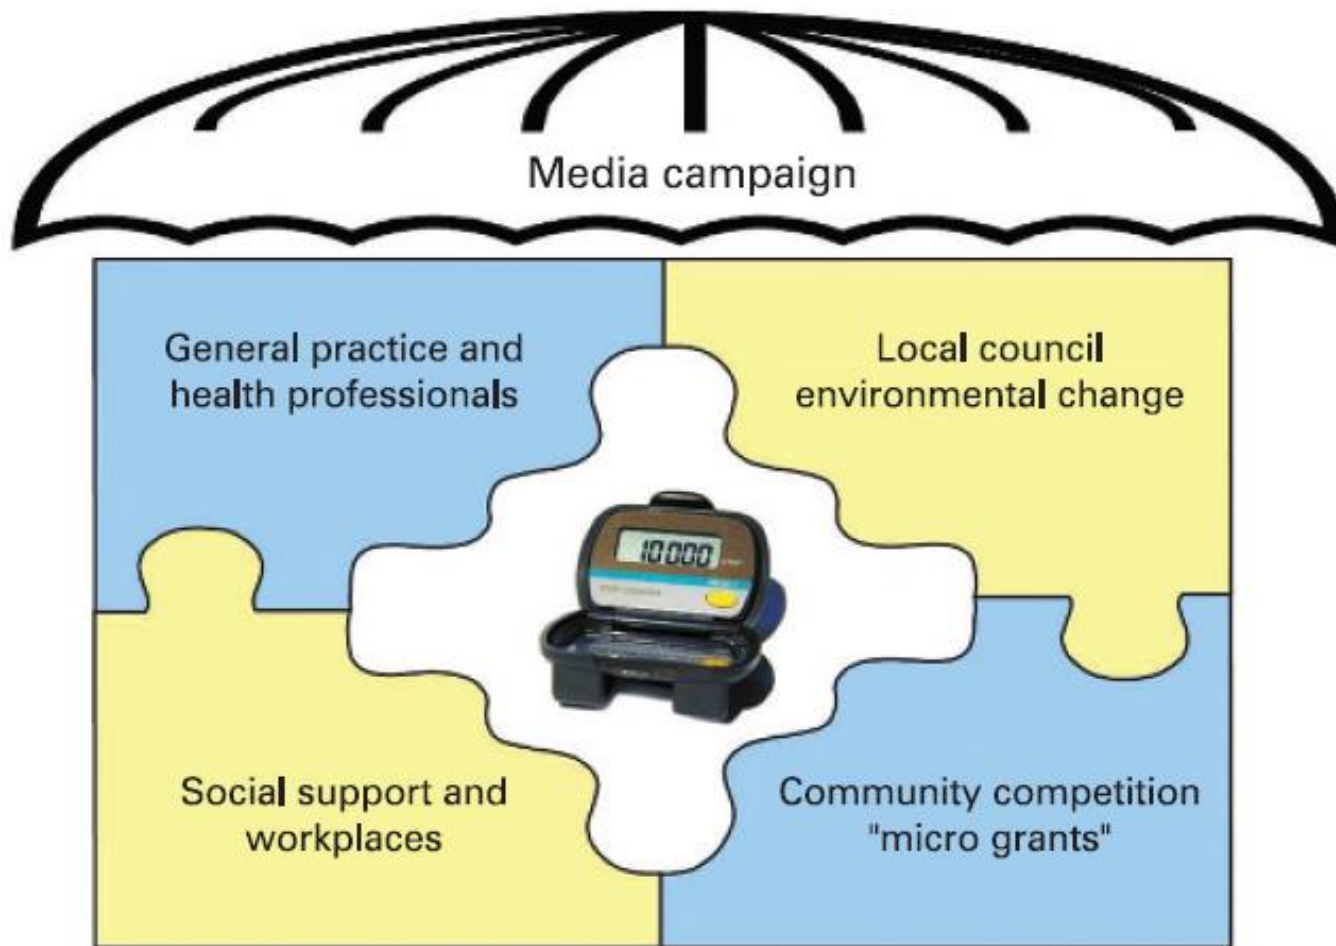 Media campaign
General practice and
health professionals
Local council
environmental change
10000
Social support and
workplaces
Community competition
"micro grants"